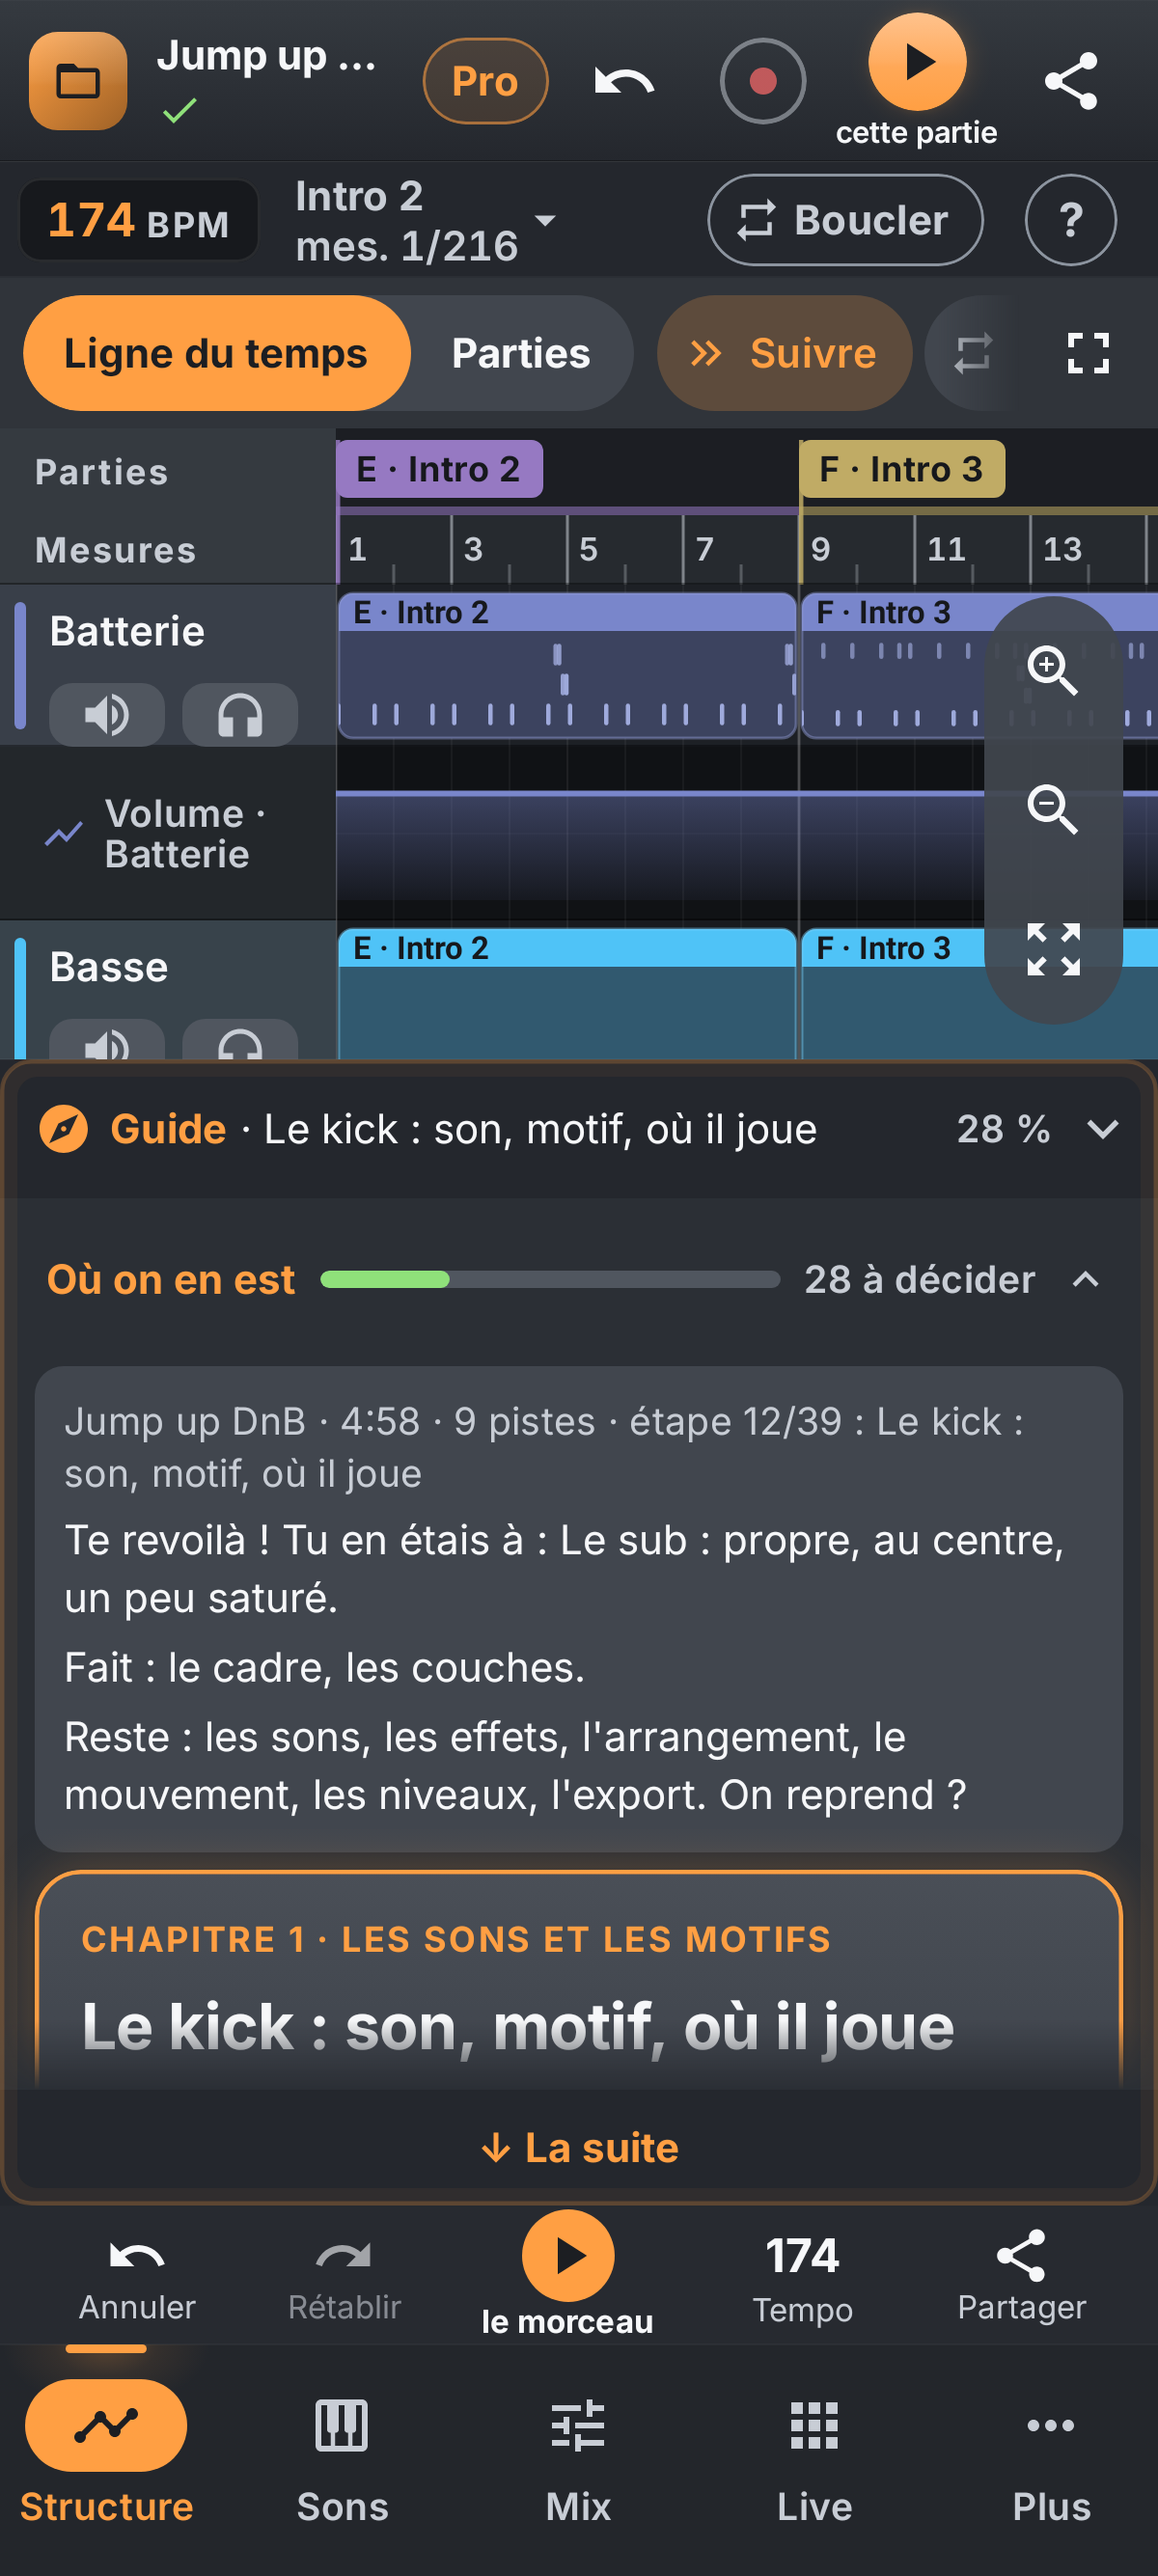 Jump up ...
Pro
cette partie
174 BPM
Intro 2
mes. 1/216
Boucler
?
Ligne du temps
Parties
Suivre
Parties
E · Intro 2
F · Intro 3
Mesures
1
3
5
7
9
11
13
Batterie
E · Intro 2
F · Intro 3
Volume ·
Batterie
Basse
E · Intro 2
F · Intro 3
Guide · Le kick : son, motif, où il joue
28 %
Où on en est
28 à décider
Jump up DnB · 4:58 · 9 pistes · étape 12/39 : Le kick :
son, motif, où il joue
Te revoilà ! Tu en étais à : Le sub : propre, au centre,
un peu saturé.
Fait : le cadre, les couches.
Reste : les sons, les effets, l'arrangement, le
mouvement, les niveaux, l'export. On reprend ?
CHAPITRE 1 · LES SONS ET LES MOTIFS
Le kick : son, motif, où il joue
↓ La suite
Annuler
Rétablir
le morceau
174
Tempo
Partager
Structure
Sons
Mix
Live
Plus